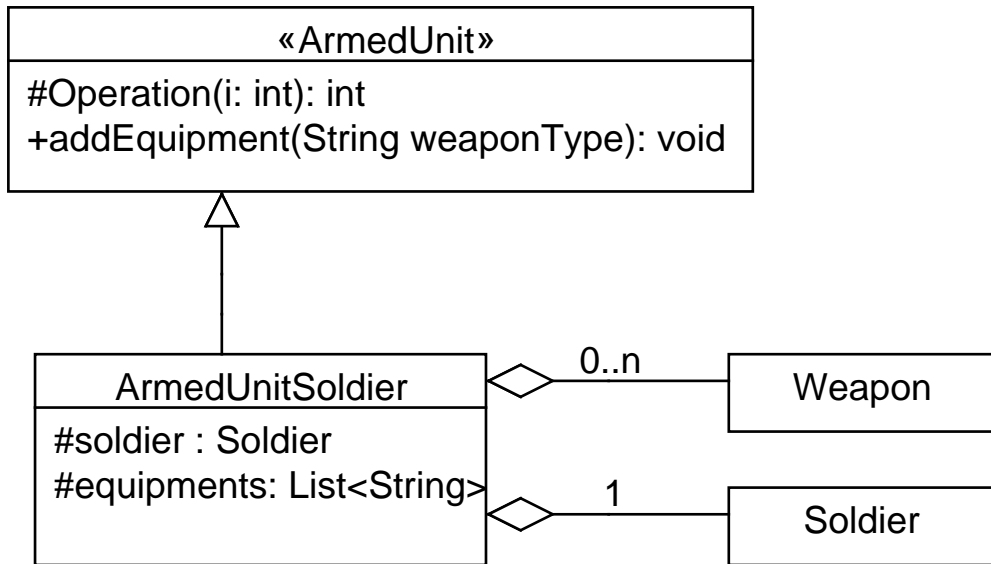 «ArmedUnit»
#Operation(i: int): int
+addEquipment(String weaponType): void
ArmedUnitSoldier
#soldier : Soldier
#equipments: List<String>
0..n
Weapon
1
Soldier